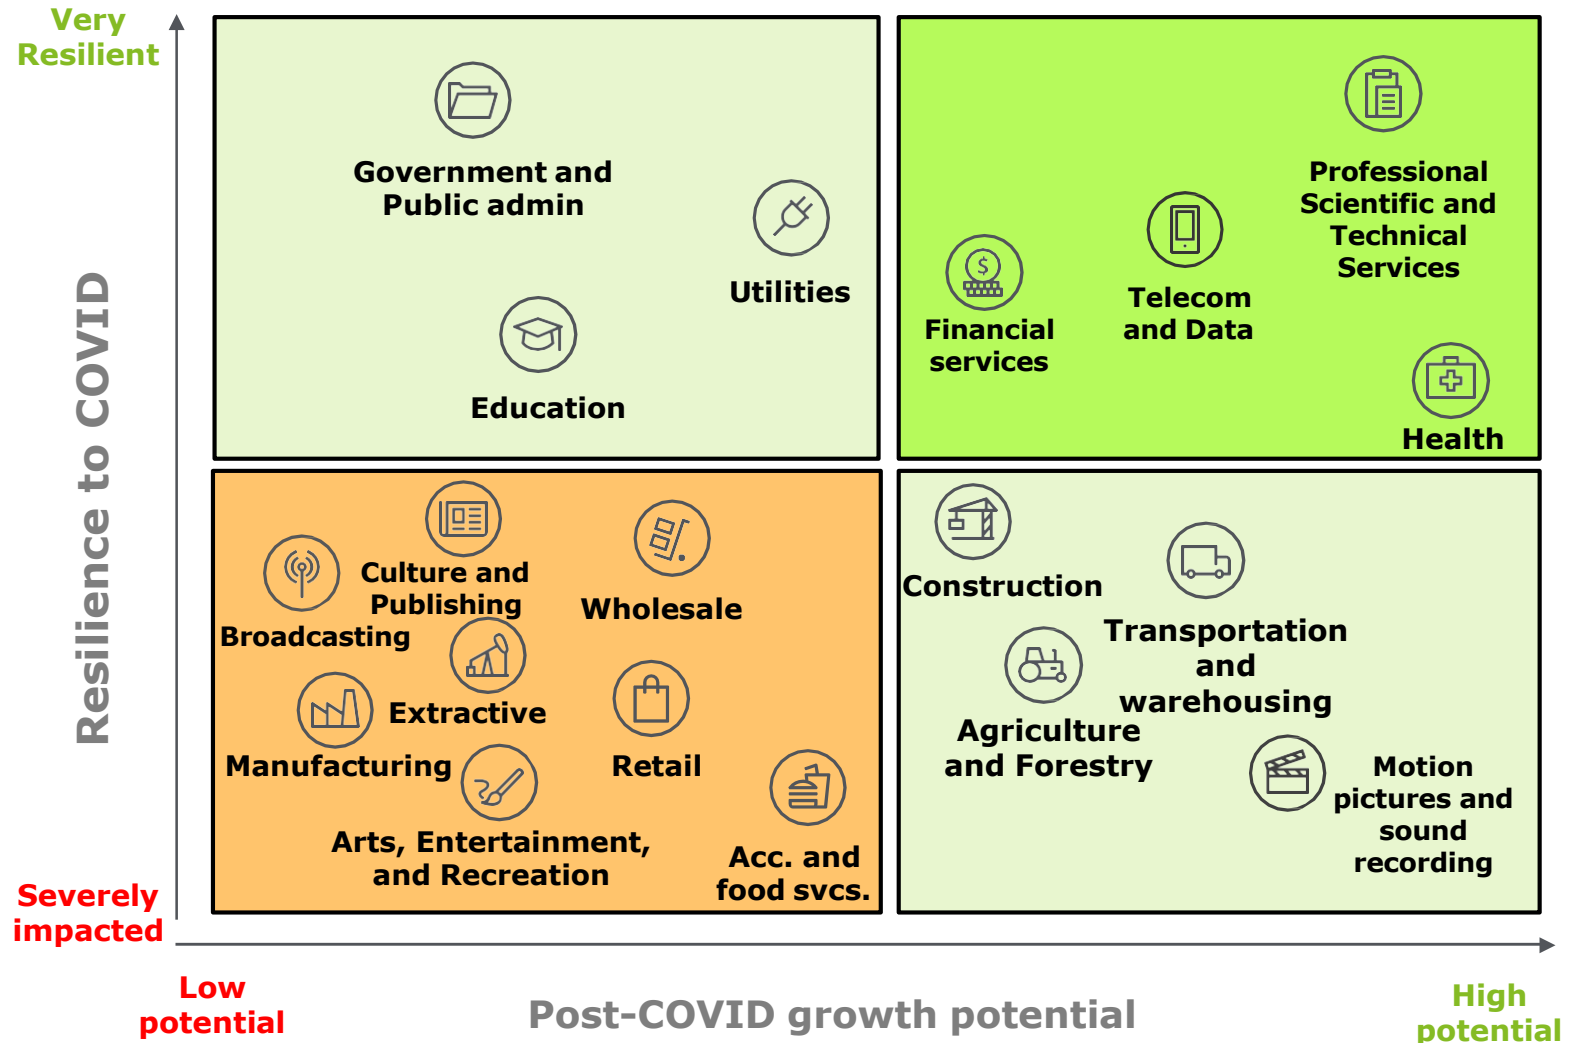 Very
Resilient
Resilience to COVID
Severely
impacted
Government and
Public admin
Utilities
Education
$
Financial
services
Telecom
and Data
Professional
Scientific and
Technical
Services
Health
Broadcasting
Culture and
Publishing
Wholesale
Extractive
Manufacturing
Retail
Arts, Entertainment,
and Recreation
Acc. and
food svcs.
Construction
Transportation
and
warehousing
Agriculture
and Forestry
Motion
pictures and
sound
recording
Low
potential
Post-COVID growth potential
High
potential